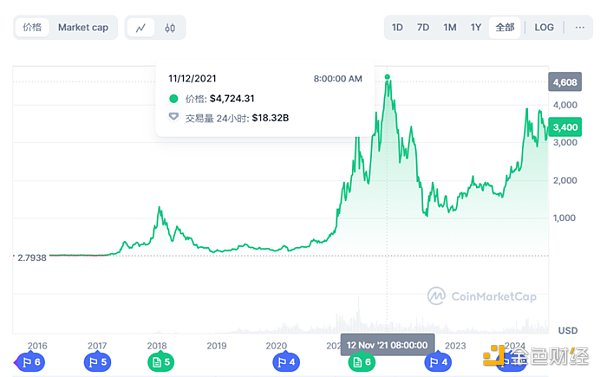 价格 Market cap
1D 7D 1M 1Y 全部 LOG ...
11/12/2021 8:00:00 AM
价格: $4,724.31
交易量 24小时: $18.32B
4,608
4,000
3,400
3,000
2,000
1,000
2.7938
CoinMarketCap
USD
2016 2017 2018 2019 2020 12 Nov '21 08:00:00 2023 2024
6 5 5 4 4 6 4
金色财经